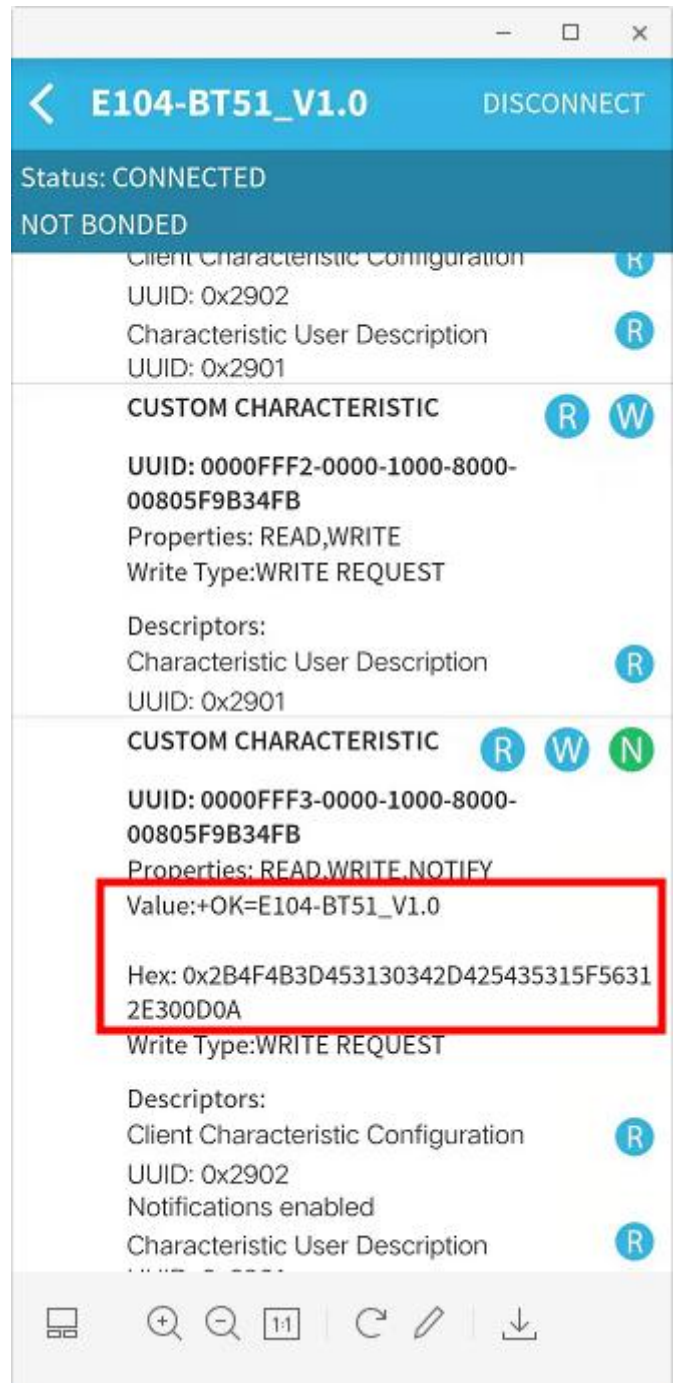 E104-BT51_V1.0 DISCONNECT
Status: CONNECTED
NOT BONDED
Client Characteristic Configuration R
UUID: 0x2902
Characteristic User Description R
UUID: 0x2901
CUSTOM CHARACTERISTIC R W
UUID: 0000FFF2-0000-1000-8000-
00805F9B34FB
Properties: READ,WRITE
Write Type:WRITE REQUEST
Descriptors:
Characteristic User Description R
UUID: 0x2901
CUSTOM CHARACTERISTIC R W N
UUID: 0000FFF3-0000-1000-8000-
00805F9B34FB
Properties: READ,WRITE,NOTIFY
Value:+OK=E104-BT51_V1.0
Hex: 0x2B4F4B3D453130342D425435315F5631
2E300D0A
Write Type:WRITE REQUEST
Descriptors:
Client Characteristic Configuration R
UUID: 0x2902
Notifications enabled
Characteristic User Description R
1:1